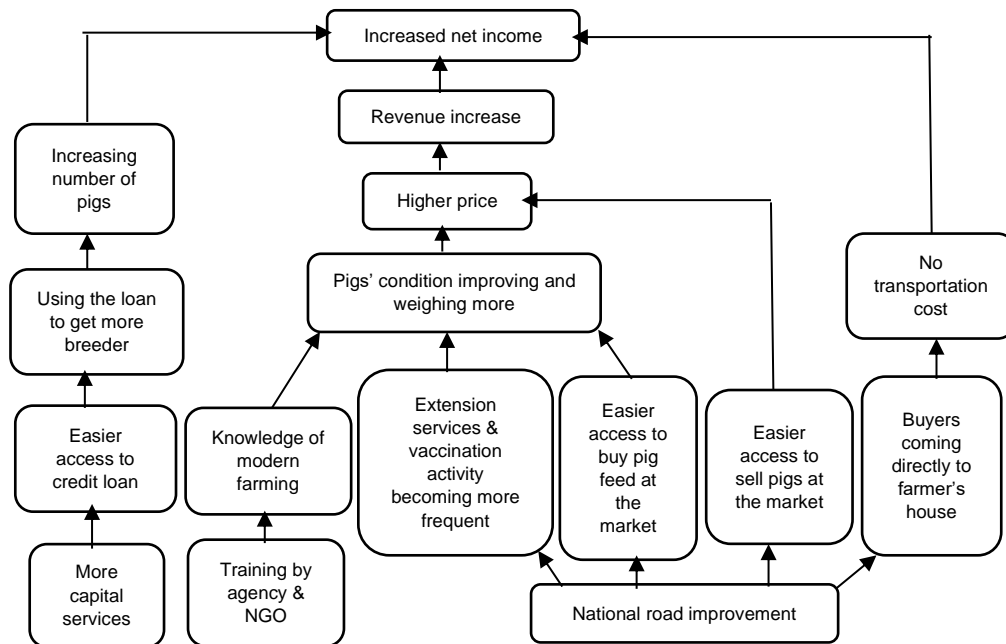 Increased net income
Revenue increase
Increasing
number of
pigs
Higher price
Pigs’ condition improving and
weighing more
No
transportation
cost
Using the loan
to get more
breeder
Easier
access to
credit loan
Knowledge of
modern
farming
Extension
services &
vaccination
activity
becoming more
frequent
Easier
access to
buy pig
feed at
the
market
Easier
access to
sell pigs at
the market
Buyers
coming
directly to
farmer’s
house
More
capital
services
Training by
agency &
NGO
National road improvement